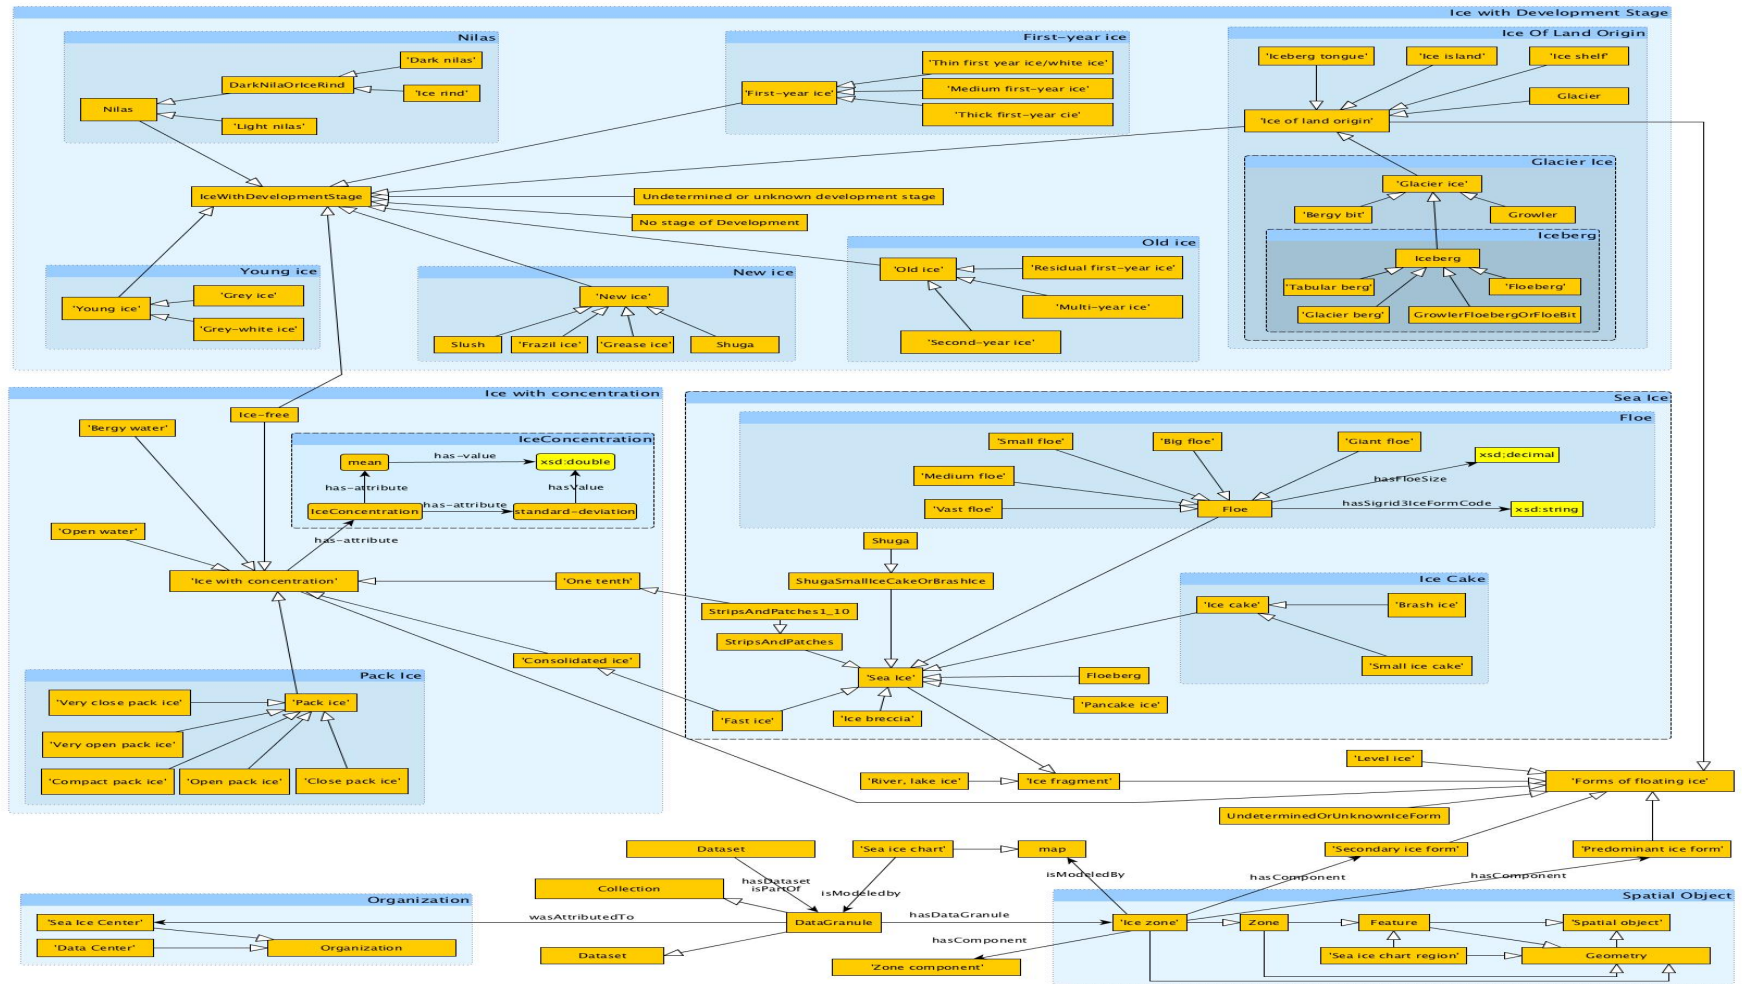 Ice with Development Stage
Nilas
'Dark nilas'
DarkNilaOrIceRind
'Ice rind'
Nilas
'Light nilas'
First-year ice
'Thin first year ice/white ice'
'First-year ice'
'Medium first-year ice'
'Thick first-year cie'
Ice Of Land Origin
'Iceberg tongue'
'Ice island'
'Ice shelf'
Glacier
'Ice of land origin'
Glacier Ice
'Glacier ice'
'Bergy bit'
Growler
Iceberg
Iceberg
'Tabular berg'
'Floeberg'
'Glacier berg'
GrowlerFloebergOrFloeBit
IceWithDevelopmentStage
Undetermined or unknown development stage
No stage of Development
Young ice
'Grey ice'
'Young ice'
'Grey-white ice'
New ice
'New ice'
Slush
'Frazil ice'
'Grease ice'
Shuga
Old ice
'Old ice'
'Residual first-year ice'
'Multi-year ice'
'Second-year ice'
Ice with concentration
Ice-free
'Bergy water'
IceConcentration
mean
has-value
xsd:double
has-attribute
hasValue
IceConcentration
has-attribute
standard-deviation
has-attribute
'Open water'
'Ice with concentration'
'One tenth'
'Consolidated ice'
Pack Ice
'Very close pack ice'
'Pack ice'
'Very open pack ice'
'Compact pack ice'
'Open pack ice'
'Close pack ice'
Sea Ice
Floe
'Small floe'
'Big floe'
'Giant floe'
xsd;decimal
'Medium floe'
hasFloeSize
'Vast floe'
Floe
hasSigrid3IceFormCode
xsd:string
Shuga
ShugaSmallIceCakeOrBrashIce
StripsAndPatches1_10
StripsAndPatches
Ice Cake
'Ice cake'
'Brash ice'
'Small ice cake'
'Sea Ice'
Floeberg
'Pancake ice'
'Fast ice'
'Ice breccia'
'Level ice'
'River, lake ice'
'Ice fragment'
'Forms of floating ice'
UndeterminedOrUnknownIceForm
Dataset
'Sea ice chart'
map
'Secondary ice form'
'Predominant ice form'
hasDataset
isPartOf
isModeledby
isModeledBy
hasComponent
hasComponent
Collection
Organization
'Sea Ice Center'
wasAttributedTo
DataGranule
hasDataGranule
'Data Center'
Organization
Dataset
hasComponent
'Zone component'
Spatial Object
'Ice zone'
Zone
Feature
'Spatial object'
'Sea ice chart region'
Geometry